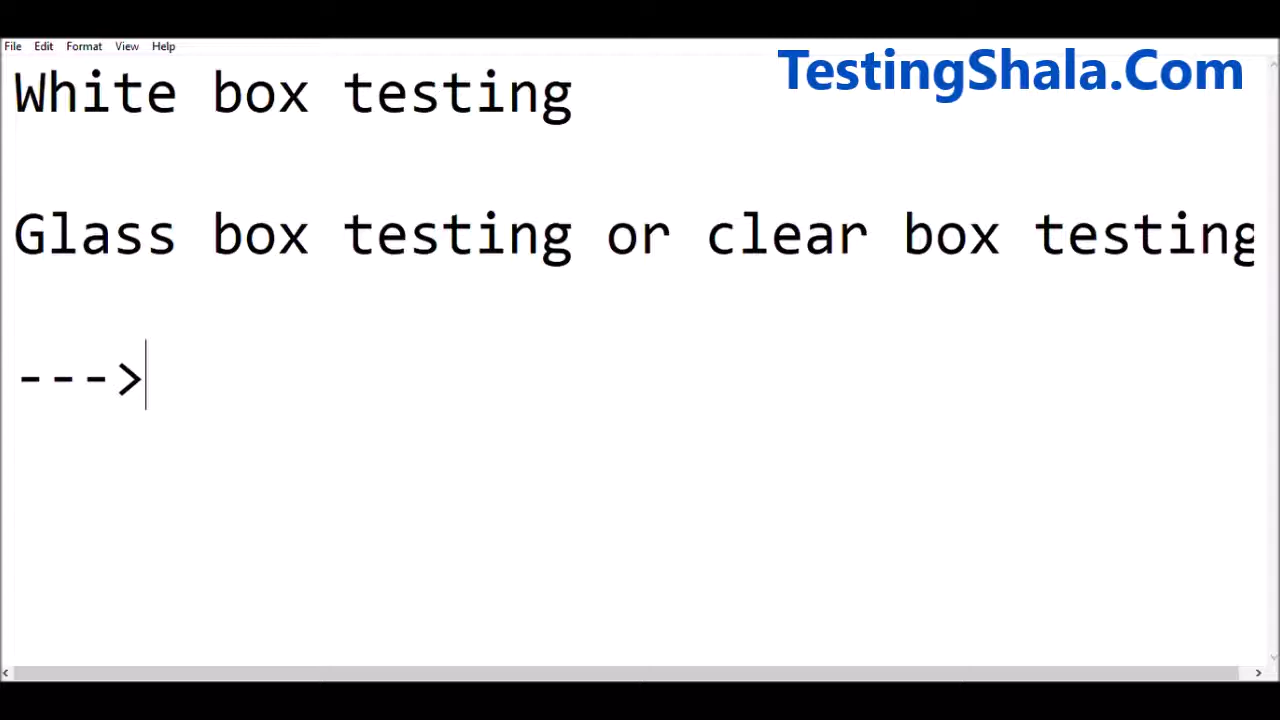 File Edit Format View Help
TestingShala.Com
White box testing
Glass box testing or clear box testing
--->